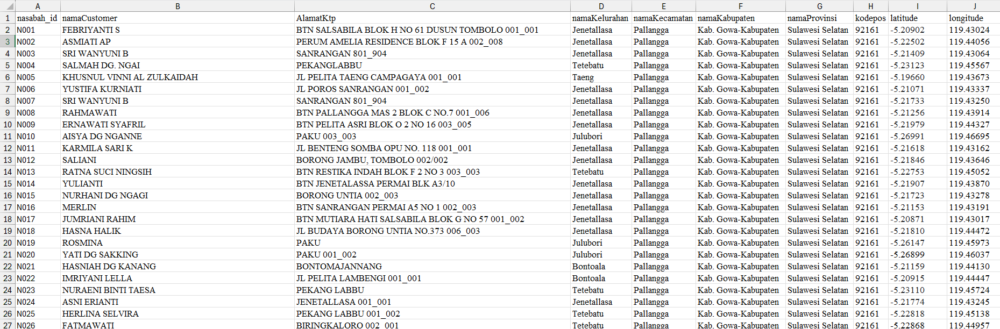 A B C D E F G H I J
1 nasabah_id namaCustomer AlamatKtp namaKelurahan namaKecamatan namaKabupaten namaProvinsi kodepos latitude longitude
2 N001 FEBRIYANTI S BTN SALSABILA BLOK H NO 61 DUSUN TOMBOLO 001_001 Jenetallasa Pallangga Kab. Gowa-Kabupaten Sulawesi Selatan 92161 -5.20902 119.43024
3 N002 ASMIATI AP PERUM AMELIA RESIDENCE BLOK F 15 A 002_008 Jenetallasa Pallangga Kab. Gowa-Kabupaten Sulawesi Selatan 92161 -5.22502 119.44056
4 N003 SRI WANYUNI B SANRANGAN 801_904 Jenetallasa Pallangga Kab. Gowa-Kabupaten Sulawesi Selatan 92161 -5.21409 119.43064
5 N004 SALMAH DG. NGAI PEKANGLABBU Tetebatu Pallangga Kab. Gowa-Kabupaten Sulawesi Selatan 92161 -5.23123 119.45567
6 N005 KHUSNUL VINNI AL ZULKAIDAH JL PELITA TAENG CAMPAGAYA 001_001 Taeng Pallangga Kab. Gowa-Kabupaten Sulawesi Selatan 92161 -5.19660 119.43673
7 N006 YUSTIFA KURNIATI JL POROS SANRANGAN 001_002 Jenetallasa Pallangga Kab. Gowa-Kabupaten Sulawesi Selatan 92161 -5.21071 119.43337
8 N007 SRI WANYUNI B SANRANGAN 801_904 Jenetallasa Pallangga Kab. Gowa-Kabupaten Sulawesi Selatan 92161 -5.21733 119.43250
9 N008 RAHMAWATI BTN PALLANGGA MAS 2 BLOK C NO.7 001_006 Jenetallasa Pallangga Kab. Gowa-Kabupaten Sulawesi Selatan 92161 -5.21256 119.43914
10 N009 ERNAWATI SYAFRIL BTN PELITA ASRI BLOK O 2 NO 16 003_005 Jenetallasa Pallangga Kab. Gowa-Kabupaten Sulawesi Selatan 92161 -5.21979 119.44327
11 N010 AISYA DG NGANNE PAKU 003_003 Julubori Pallangga Kab. Gowa-Kabupaten Sulawesi Selatan 92161 -5.26991 119.46695
12 N011 KARMILA SARI K JL BENTENG SOMBA OPU NO. 118 001_001 Jenetallasa Pallangga Kab. Gowa-Kabupaten Sulawesi Selatan 92161 -5.21618 119.43162
13 N012 SALIANI BORONG JAMBU, TOMBOLO 002/002 Jenetallasa Pallangga Kab. Gowa-Kabupaten Sulawesi Selatan 92161 -5.21846 119.43646
14 N013 RATNA SUCI NINGSIH BTN RESTIKA INDAH BLOK F 2 NO 3 003_003 Tetebatu Pallangga Kab. Gowa-Kabupaten Sulawesi Selatan 92161 -5.22753 119.45052
15 N014 YULIANTI BTN JENETALASSA PERMAI BLK A3/10 Jenetallasa Pallangga Kab. Gowa-Kabupaten Sulawesi Selatan 92161 -5.21907 119.43870
16 N015 NURHANI DG NGAGI BORONG UNTIA 002_003 Jenetallasa Pallangga Kab. Gowa-Kabupaten Sulawesi Selatan 92161 -5.21723 119.43278
17 N016 MERLIN BTN SANRANGAN PERMAI A5 NO 1 002_003 Jenetallasa Pallangga Kab. Gowa-Kabupaten Sulawesi Selatan 92161 -5.21153 119.43191
18 N017 JUMRIANI RAHIM BTN MUTIARA HATI SALSABILA BLOK G NO 57 001_002 Jenetallasa Pallangga Kab. Gowa-Kabupaten Sulawesi Selatan 92161 -5.20871 119.43017
19 N018 HASNA HALIK JL BUDAYA BORONG UNTIA NO.373 006_003 Jenetallasa Pallangga Kab. Gowa-Kabupaten Sulawesi Selatan 92161 -5.21810 119.44472
20 N019 ROSMINA PAKU Julubori Pallangga Kab. Gowa-Kabupaten Sulawesi Selatan 92161 -5.26147 119.45973
21 N020 YATI DG SAKKING PAKU 001_002 Julubori Pallangga Kab. Gowa-Kabupaten Sulawesi Selatan 92161 -5.26899 119.46037
22 N021 HASNIAH DG KANANG BONTOMAJANNANG Bontoala Pallangga Kab. Gowa-Kabupaten Sulawesi Selatan 92161 -5.21159 119.44130
23 N022 IMRIYANI LELLA JL PELITA LAMBENGI 001_001 Bontoala Pallangga Kab. Gowa-Kabupaten Sulawesi Selatan 92161 -5.20915 119.44447
24 N023 NURAENI BINTI TAESA PEKANG LABBU Tetebatu Pallangga Kab. Gowa-Kabupaten Sulawesi Selatan 92161 -5.23110 119.45724
25 N024 ASNI ERIANTI JENETALLASA 001_001 Jenetallasa Pallangga Kab. Gowa-Kabupaten Sulawesi Selatan 92161 -5.21774 119.43245
26 N025 HERLINA SELVIRA PEKANG LABBU 001_002 Tetebatu Pallangga Kab. Gowa-Kabupaten Sulawesi Selatan 92161 -5.22818 119.45138
27 N026 FATMAWATI BIRINGKALORO 002_001 Tetebatu Pallangga Kab. Gowa-Kabupaten Sulawesi Selatan 92161 -5.22868 119.44957